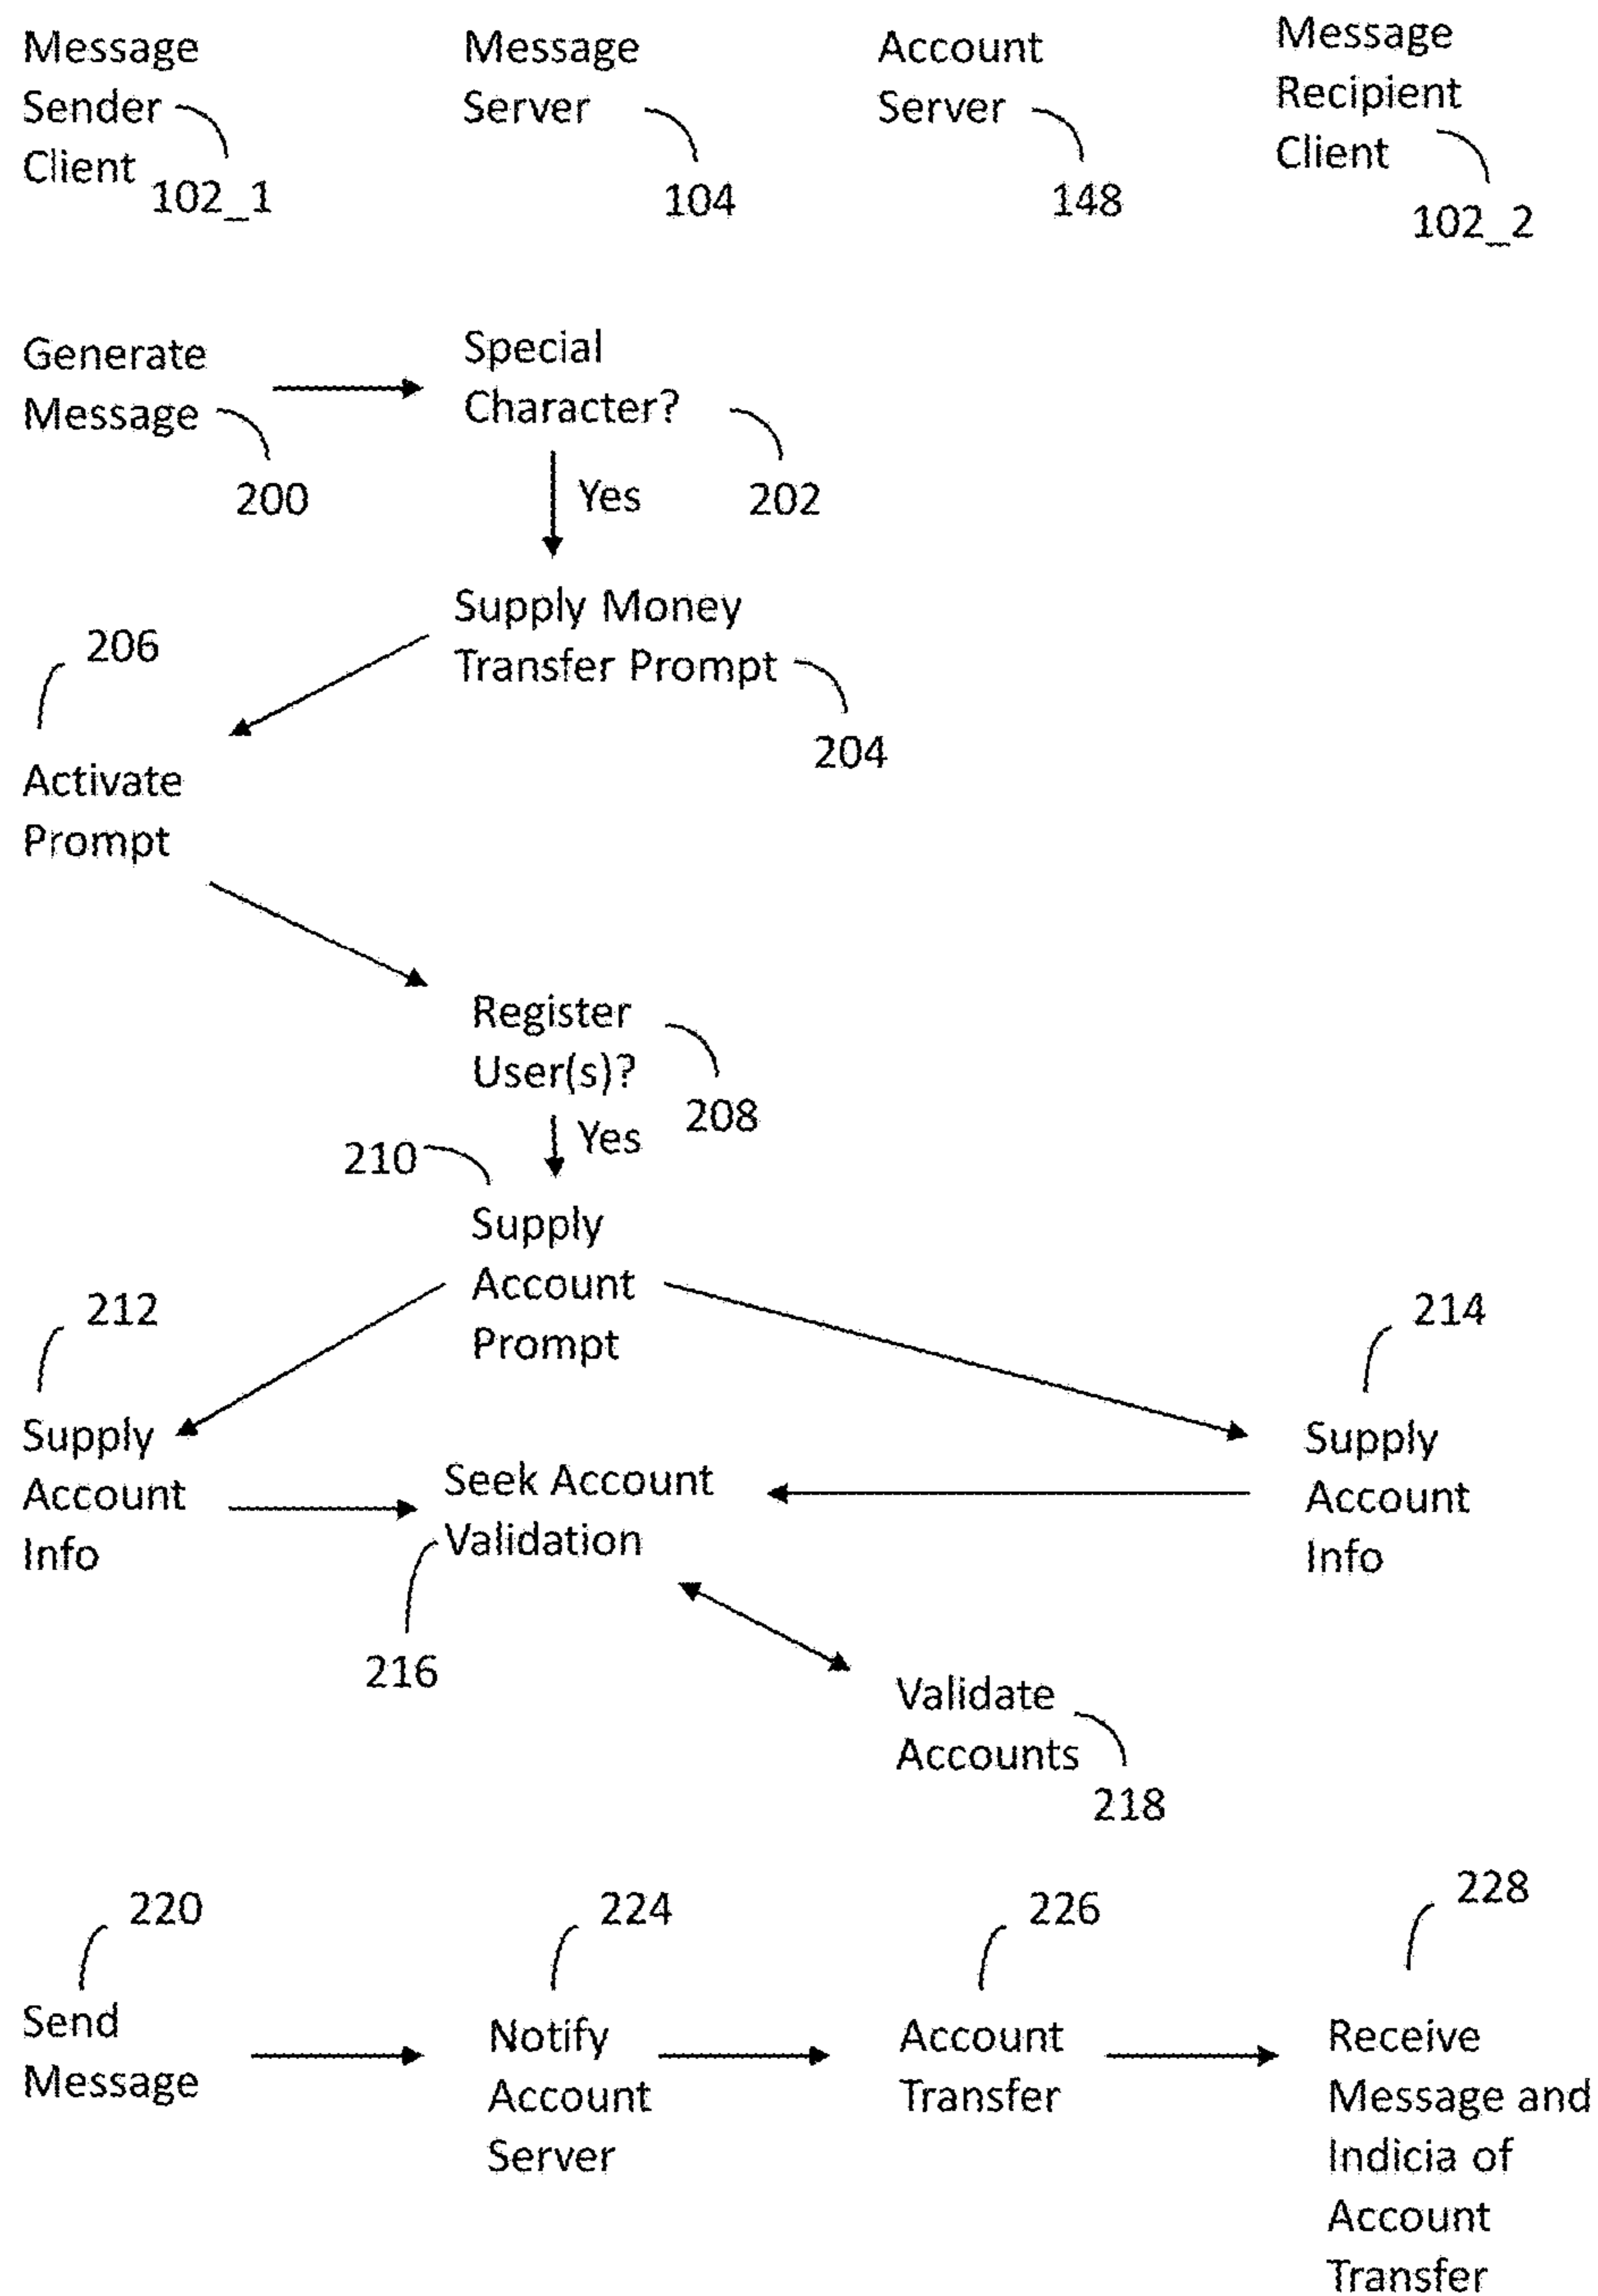 Message
Sender
Client
102_1
Message
Server
104
Account
Server
148
Message
Recipient
Client
102_2
Generate
Message
200
Special
Character?
202
Yes
Supply Money
Transfer Prompt
204
206
Activate
Prompt
Register
User(s)?
208
Yes
210
Supply
Account
Prompt
212
Supply
Account
Info
214
Supply
Account
Info
Seek Account
Validation
216
Validate
Accounts
218
220
Send
Message
224
Notify
Account
Server
226
Account
Transfer
228
Receive
Message and
Indicia of
Account
Transfer